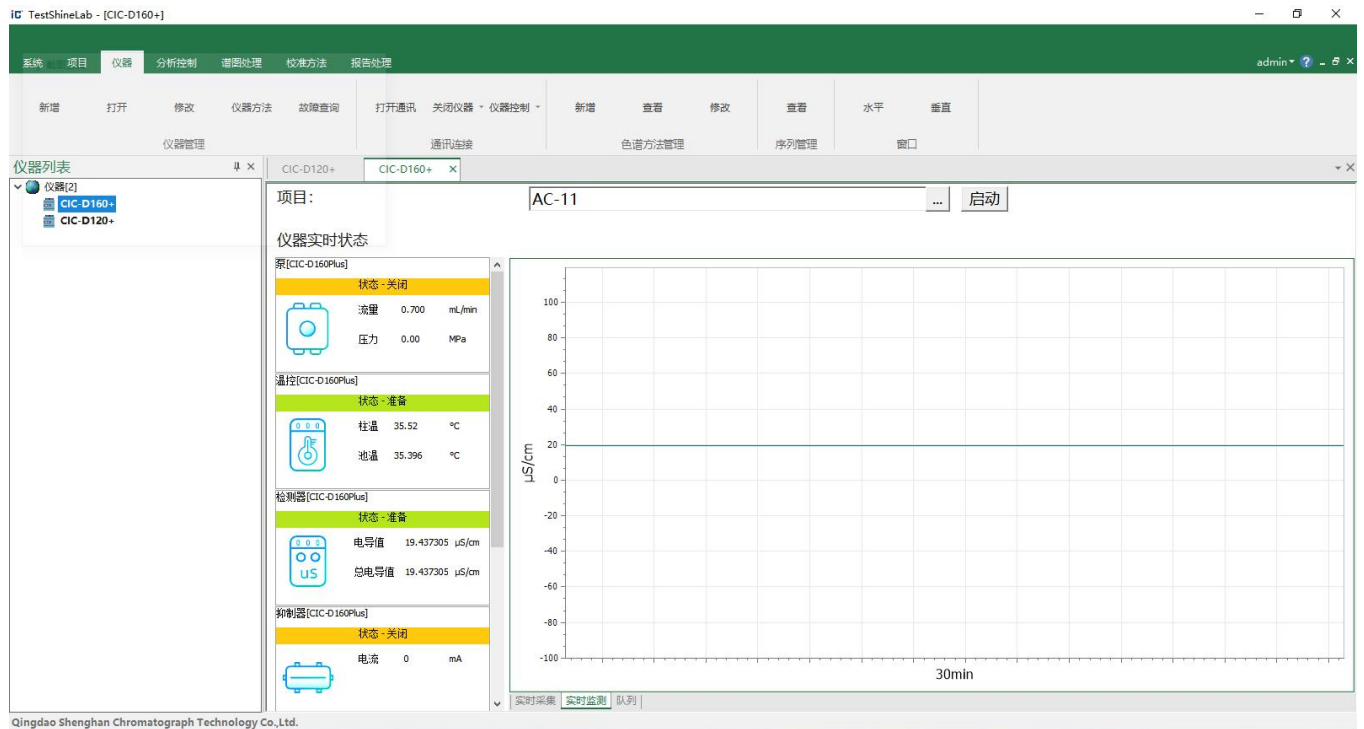 TestShineLab - [CIC-D160+]
系统 项目 仪器 分析控制 谱图处理 校准方法 报告处理 admin
新增 打开 修改 仪器方法 故障查询 打开通讯 关闭仪器 仪器控制 新增 查看 修改 查看 水平 垂直
仪器管理 通讯连接 色谱方法管理 序列管理 窗口
仪器列表
仪器[2]
CIC-D160+
CIC-D120+
CIC-D120+ CIC-D160+
项目: AC-11 ... 启动
仪器实时状态
泵[CIC-D160Plus]
状态 - 关闭
流量 0.700 mL/min
压力 0.00 MPa
温控[CIC-D160Plus]
状态 - 准备
柱温 35.52 °C
池温 35.396 °C
检测器[CIC-D160Plus]
状态 - 准备
电导值 19.437305 μS/cm
总电导值 19.437305 μS/cm
uS
抑制器[CIC-D160Plus]
状态 - 关闭
电流 0 mA
μS/cm
100
80
60
40
20
0
-20
-40
-60
-80
-100
30min
实时采集 实时监测 队列
Qingdao Shenghan Chromatograph Technology Co.,Ltd.